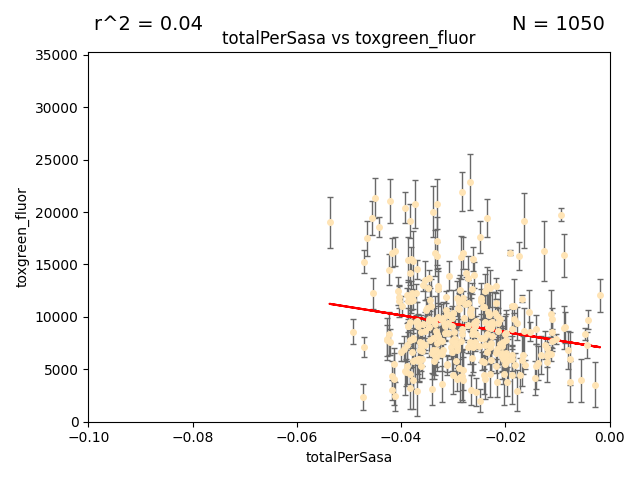 r^2 = 0.04
N = 1050
totalPerSasa vs toxgreen_fluor
35000
30000
25000
20000
15000
10000
5000
0
toxgreen_fluor
−0.10
−0.08
−0.06
−0.04
−0.02
0.00
totalPerSasa